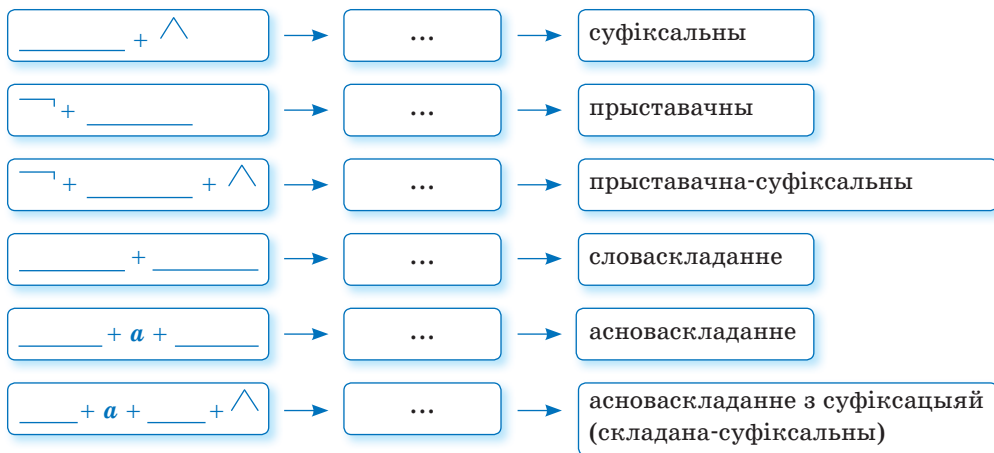 + ... суфіксальны
+ ... прыставачны
+ + ... прыставачна-суфіксальны
+ ... словаскладанне
+ а + ... асноваскладанне
+ а + + ... асноваскладанне з суфіксацыяй
(складана-суфіксальны)